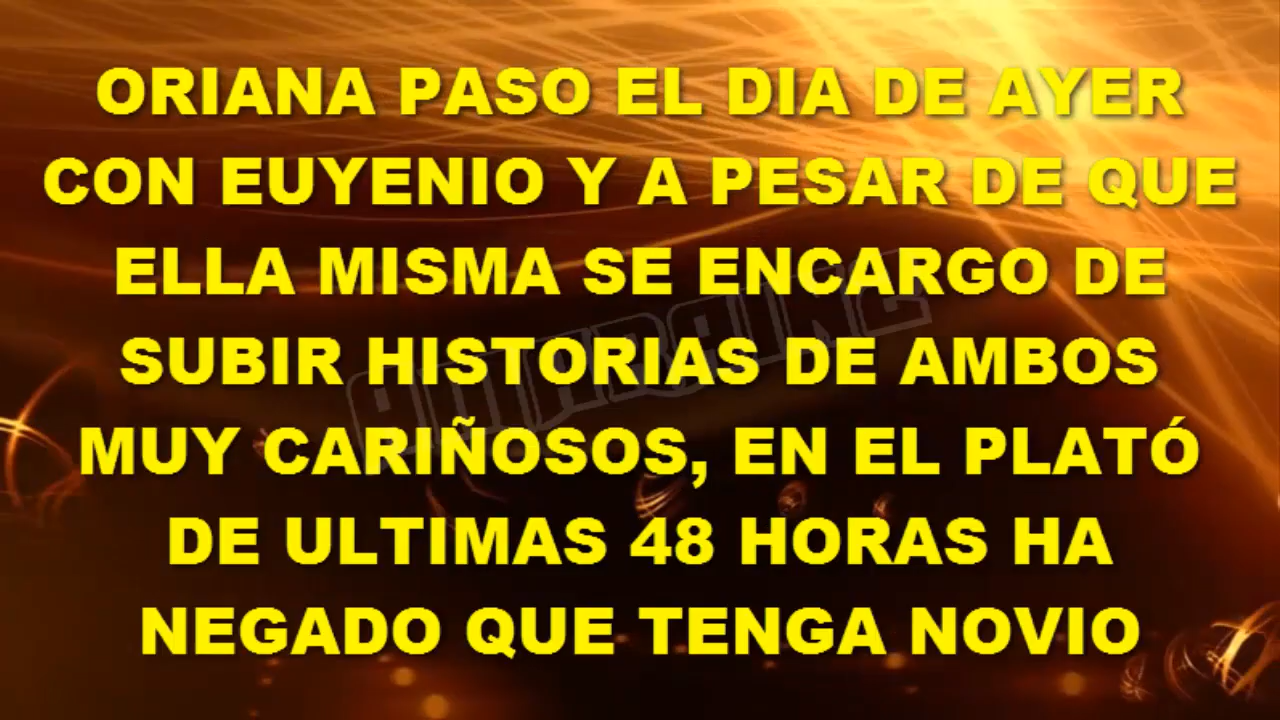 ORIANA PASO EL DIA DE AYER
CON EUYENIO Y A PESAR DE QUE
ELLA MISMA SE ENCARGO DE
SUBIR HISTORIAS DE AMBOS
MUY CARIÑOSOS, EN EL PLATÓ
DE ULTIMAS 48 HORAS HA
NEGADO QUE TENGA NOVIO